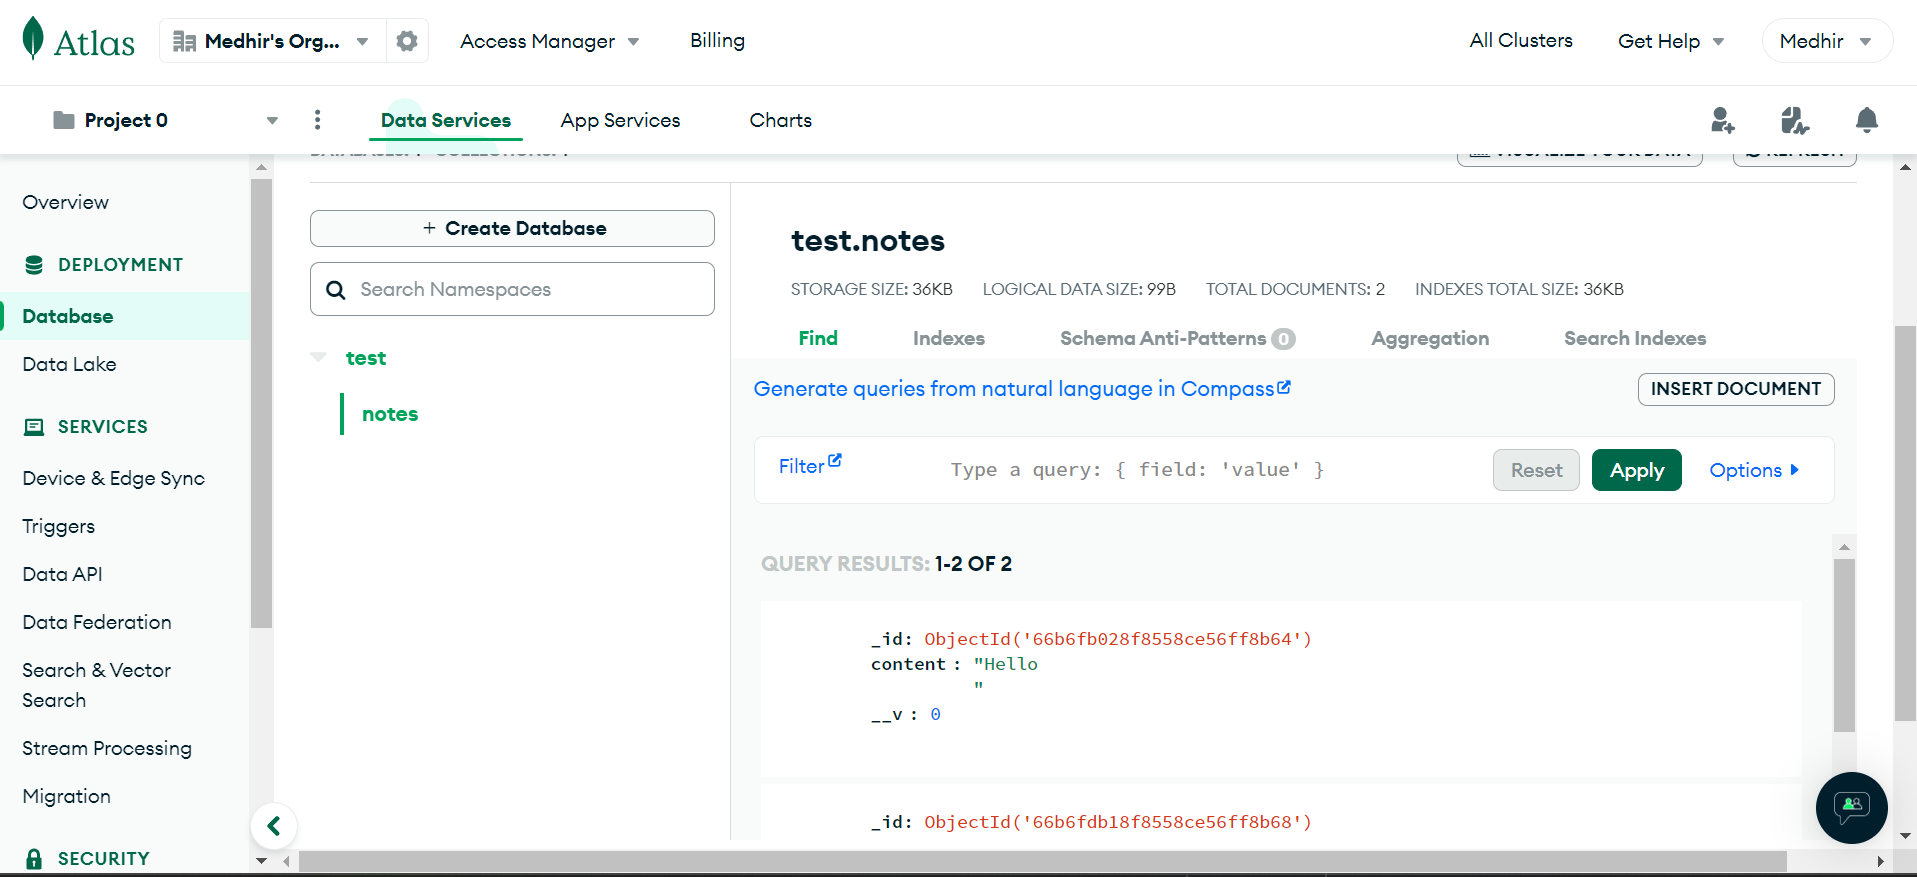 Atlas
Medhir's Org...
Access Manager
Billing
All Clusters
Get Help
Medhir
Project 0
Data Services
App Services
Charts
VISUALIZE YOUR DATA
REFRESH
Overview
DEPLOYMENT
Database
Data Lake
SERVICES
Device & Edge Sync
Triggers
Data API
Data Federation
Search & Vector
Search
Stream Processing
Migration
SECURITY
+ Create Database
Search Namespaces
test
notes
test.notes
STORAGE SIZE: 36KB LOGICAL DATA SIZE: 99B TOTAL DOCUMENTS: 2 INDEXES TOTAL SIZE: 36KB
Find Indexes Schema Anti-Patterns 0 Aggregation Search Indexes
Generate queries from natural language in Compass
INSERT DOCUMENT
Filter
Type a query: { field: 'value' }
Reset
Apply
Options
QUERY RESULTS: 1-2 OF 2
_id: ObjectId('66b6fb028f8558ce56ff8b64')
content : "Hello
"
__v : 0
_id: ObjectId('66b6fdb18f8558ce56ff8b68')